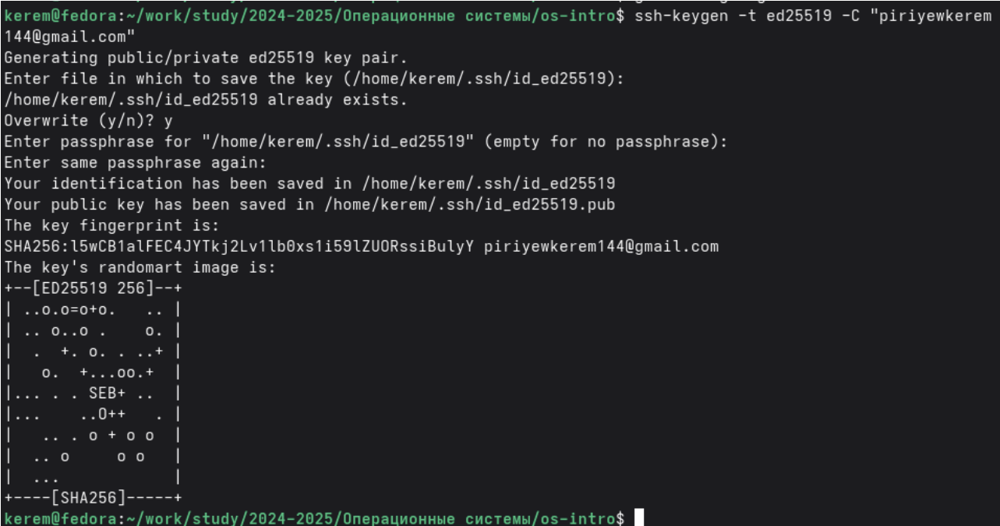 kerem@fedora:~/work/study/2024-2025/Операционные системы/os-intro$ ssh-keygen -t ed25519 -C "piriyewkerem
144@gmail.com"
Generating public/private ed25519 key pair.
Enter file in which to save the key (/home/kerem/.ssh/id_ed25519):
/home/kerem/.ssh/id_ed25519 already exists.
Overwrite (y/n)? y
Enter passphrase for "/home/kerem/.ssh/id_ed25519" (empty for no passphrase):
Enter same passphrase again:
Your identification has been saved in /home/kerem/.ssh/id_ed25519
Your public key has been saved in /home/kerem/.ssh/id_ed25519.pub
The key fingerprint is:
SHA256:l5wCB1alFEC4JYTkj2Lv1lb0xs1i59lZUORssiBulyY piriyewkerem144@gmail.com
The key's randomart image is:
+--[ED25519 256]--+
| ..o.o=o+o.   .. |
| .. o..o .    o. |
|  .  +. o. . ..+ |
|   o.  +...oo.+  |
|... . . SEB+ ..  |
|...    ..O++   . |
|   .. . o + o o  |
|  .. o    o o   |
|  ...            |
+----[SHA256]-----+
kerem@fedora:~/work/study/2024-2025/Операционные системы/os-intro$